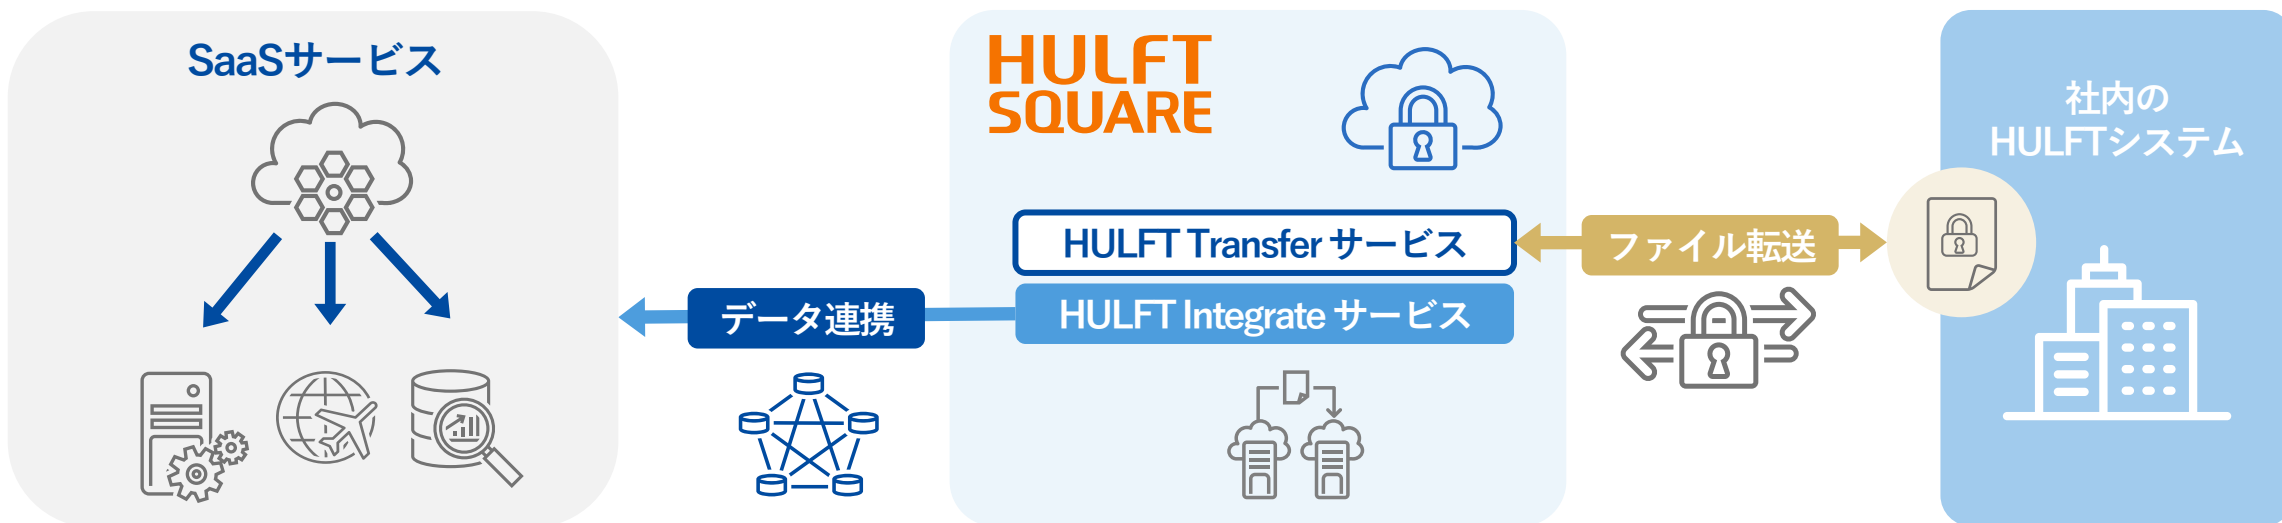 SaaSサービス
HULFT
SQUARE
社内の
HULFTシステム
HULFT Transfer サービス
ファイル転送
データ連携
HULFT Integrate サービス